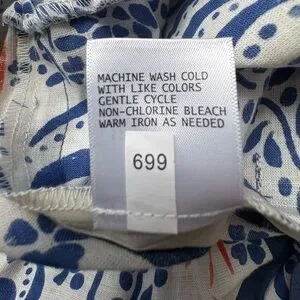 MACHINE WASH COLD
WITH LIKE COLORS
GENTLE CYCLE
NON-CHLORINE BLEACH
WARM IRON AS NEEDED
699